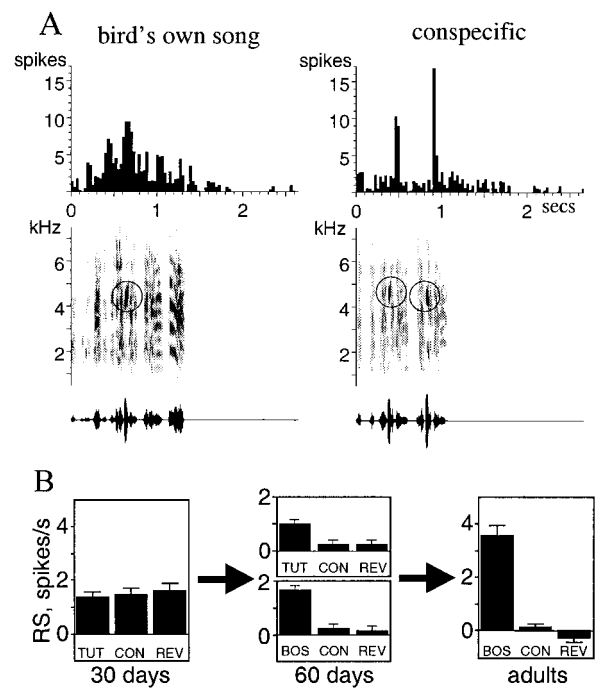 A
bird's own song
conspecific
spikes
15
10
5
0 1 2
spikes
15
10
5
0 1 2 secs
kHz
6
4
2
kHz
6
4
2
B
RS, spikes/s
4
2
0
TUT CON REV
30 days
2
0
TUT CON REV
2
0
BOS CON REV
60 days
4
2
0
BOS CON REV
adults